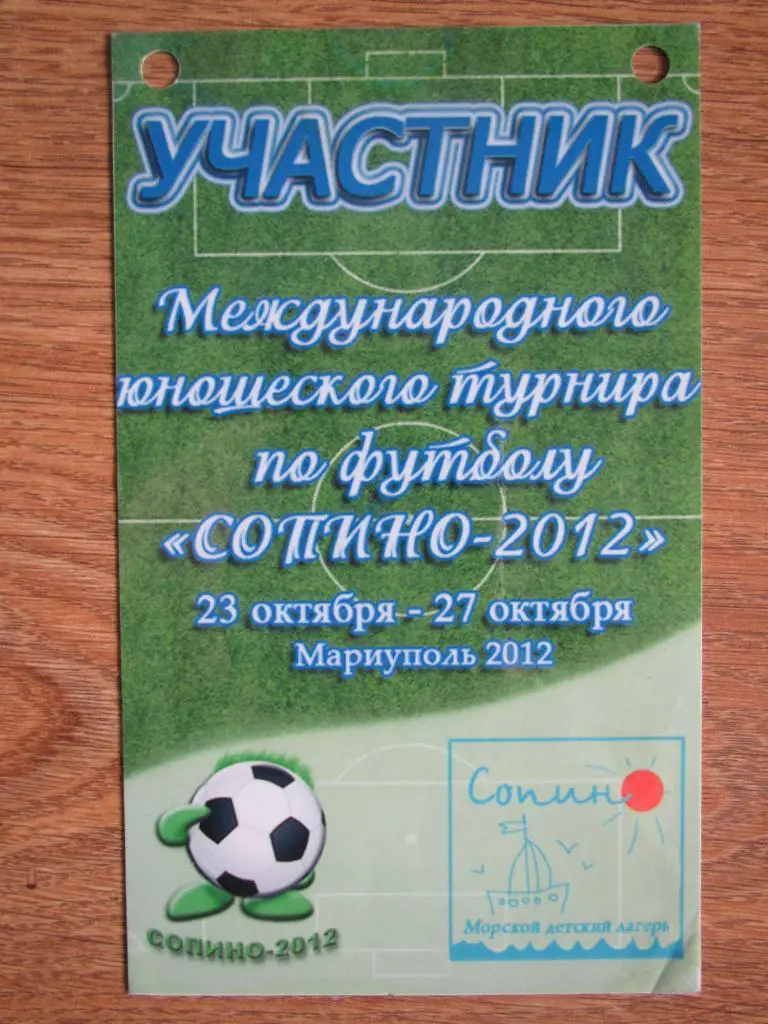 УЧАСТНИК
Международного
юношеского турнира
по футболу
«СОПИНО-2012»
23 октября - 27 октября
Мариуполь 2012
Сопино
Морской детский лагерь
СОПИНО-2012